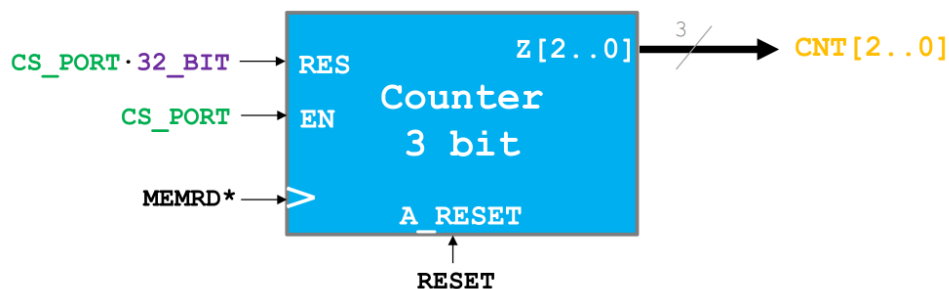 3
Z[2..0]
CNT[2..0]
CS_PORT·32_BIT
RES
Counter
CS_PORT
EN
3 bit
MEMRD*
>
A_RESET
RESET